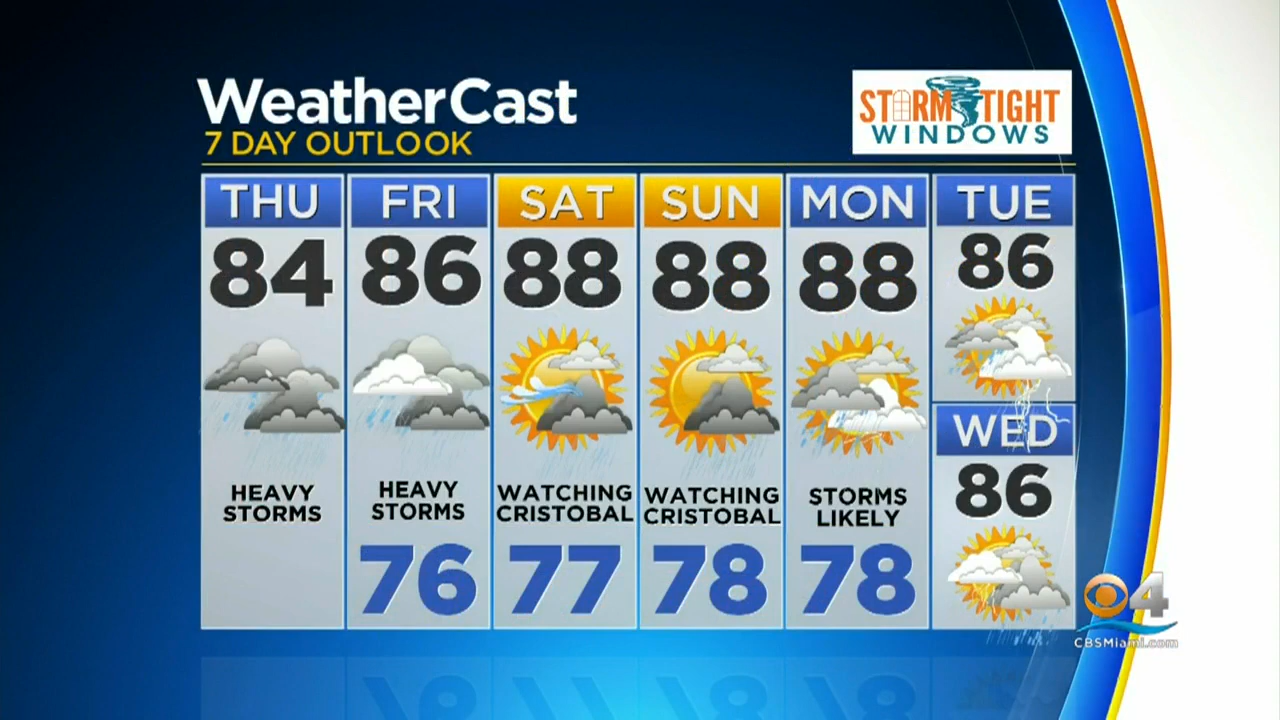 WeatherCast
7 DAY OUTLOOK
STORM TIGHT
WINDOWS
THU
84
HEAVY
STORMS
FRI
86
HEAVY
STORMS
76
SAT
88
WATCHING
CRISTOBAL
77
SUN
88
WATCHING
CRISTOBAL
78
MON
88
STORMS
LIKELY
78
TUE
86
WED
86
4
CBSMiami.com